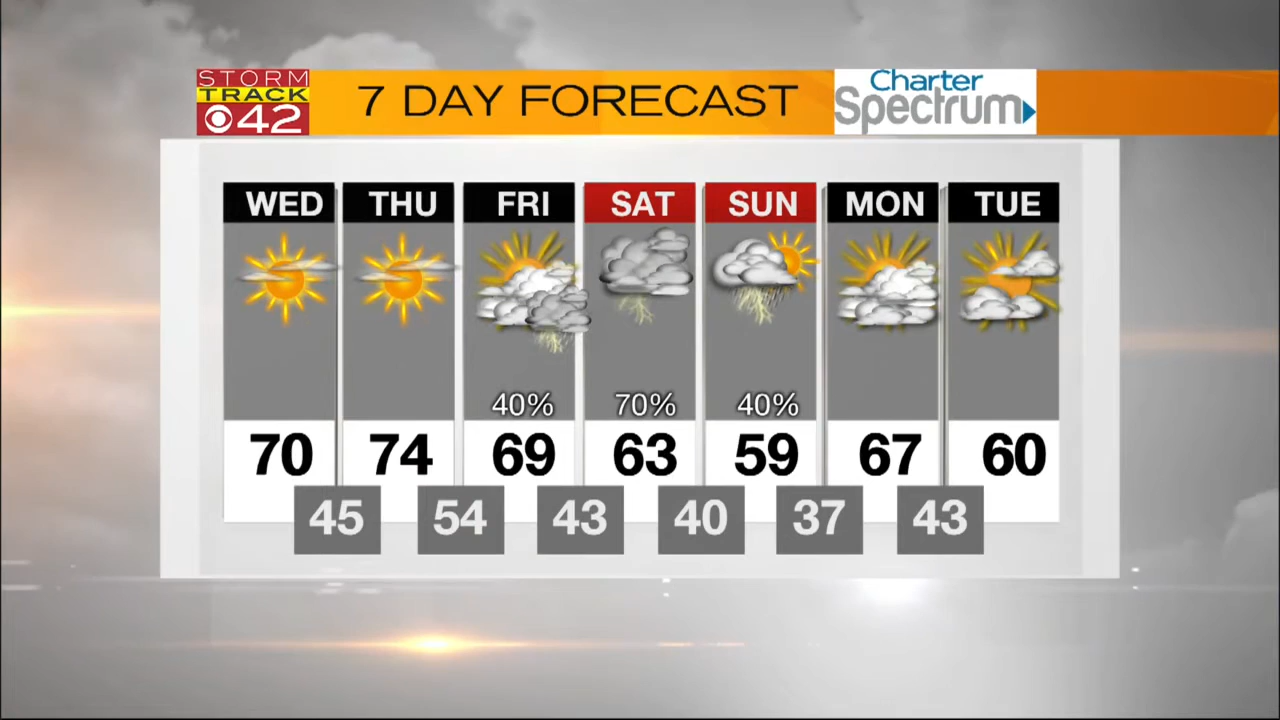 STORM
TRACK
42
7 DAY FORECAST
Charter
Spectrum
WED THU FRI SAT SUN MON TUE
40% 70% 40%
70 74 69 63 59 67 60
45 54 43 40 37 43